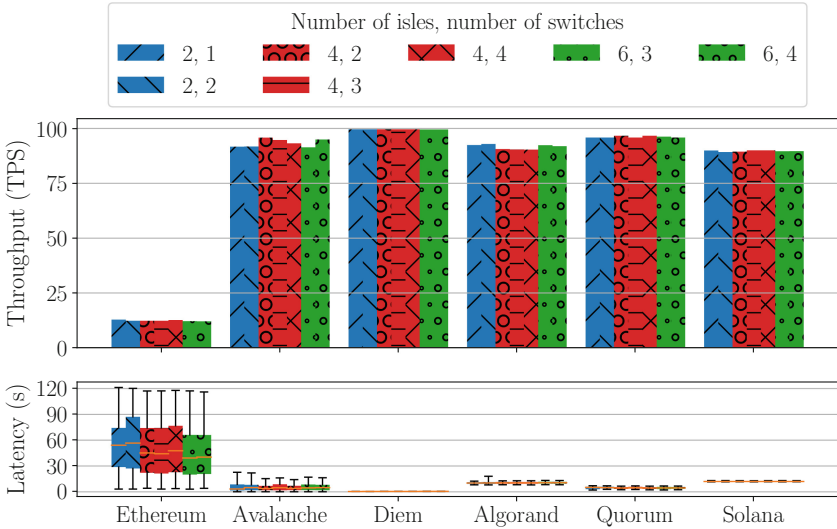 Number of isles, number of switches
2, 1 4, 2 4, 4 6, 3 6, 4
2, 2 4, 3
Throughput (TPS)
100
75
50
25
0
Latency (s)
120
90
60
30
0
Ethereum Avalanche Diem Algorand Quorum Solana